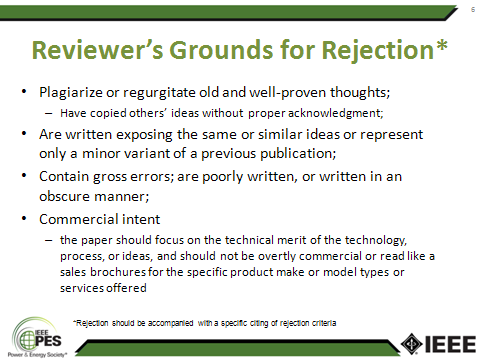 6
Reviewer's Grounds for Rejection*
• Plagiarize or regurgitate old and well-proven thoughts;
– Have copied others' ideas without proper acknowledgment;
• Are written exposing the same or similar ideas or represent
only a minor variant of a previous publication;
• Contain gross errors; are poorly written, or written in an
obscure manner;
• Commercial intent
– the paper should focus on the technical merit of the technology,
process, or ideas, and should not be overtly commercial or read like a
sales brochures for the specific product make or model types or
services offered
*Rejection should be accompanied with a specific citing of rejection criteria
IEEE
PES
Power & Energy Society®
IEEE